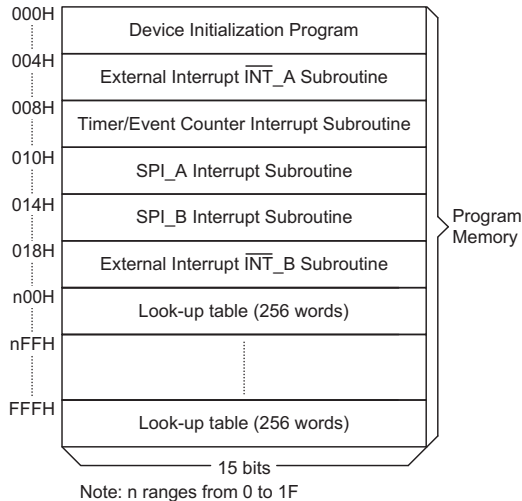 000H
Device Initialization Program
004H
External Interrupt INT_A Subroutine
008H
Timer/Event Counter Interrupt Subroutine
010H
SPI_A Interrupt Subroutine
014H
SPI_B Interrupt Subroutine
018H
External Interrupt INT_B Subroutine
n00H
Look-up table (256 words)
nFFH
FFFH
Look-up table (256 words)
Program
Memory
15 bits
Note: n ranges from 0 to 1F